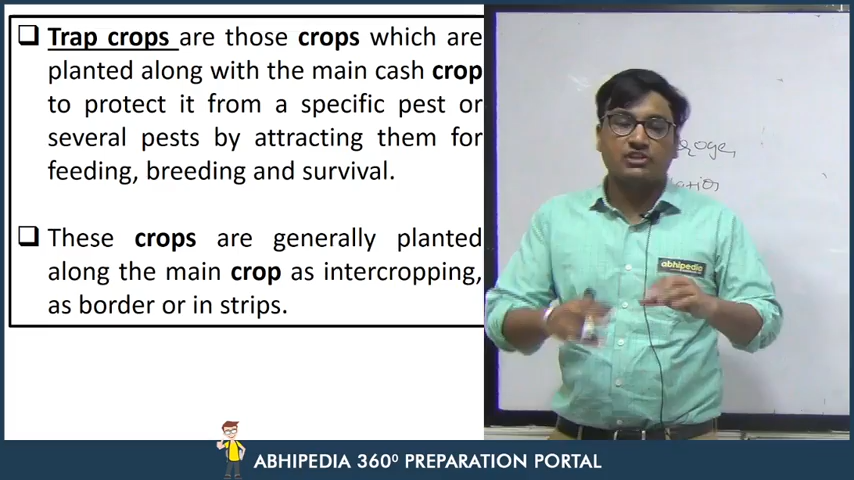 ❑ Trap crops are those crops which are
planted along with the main cash crop
to protect it from a specific pest or
several pests by attracting them for
feeding, breeding and survival.
❑ These crops are generally planted
along the main crop as intercropping,
as border or in strips.
abhipedia
ABHIPEDIA 360⁰ PREPARATION PORTAL